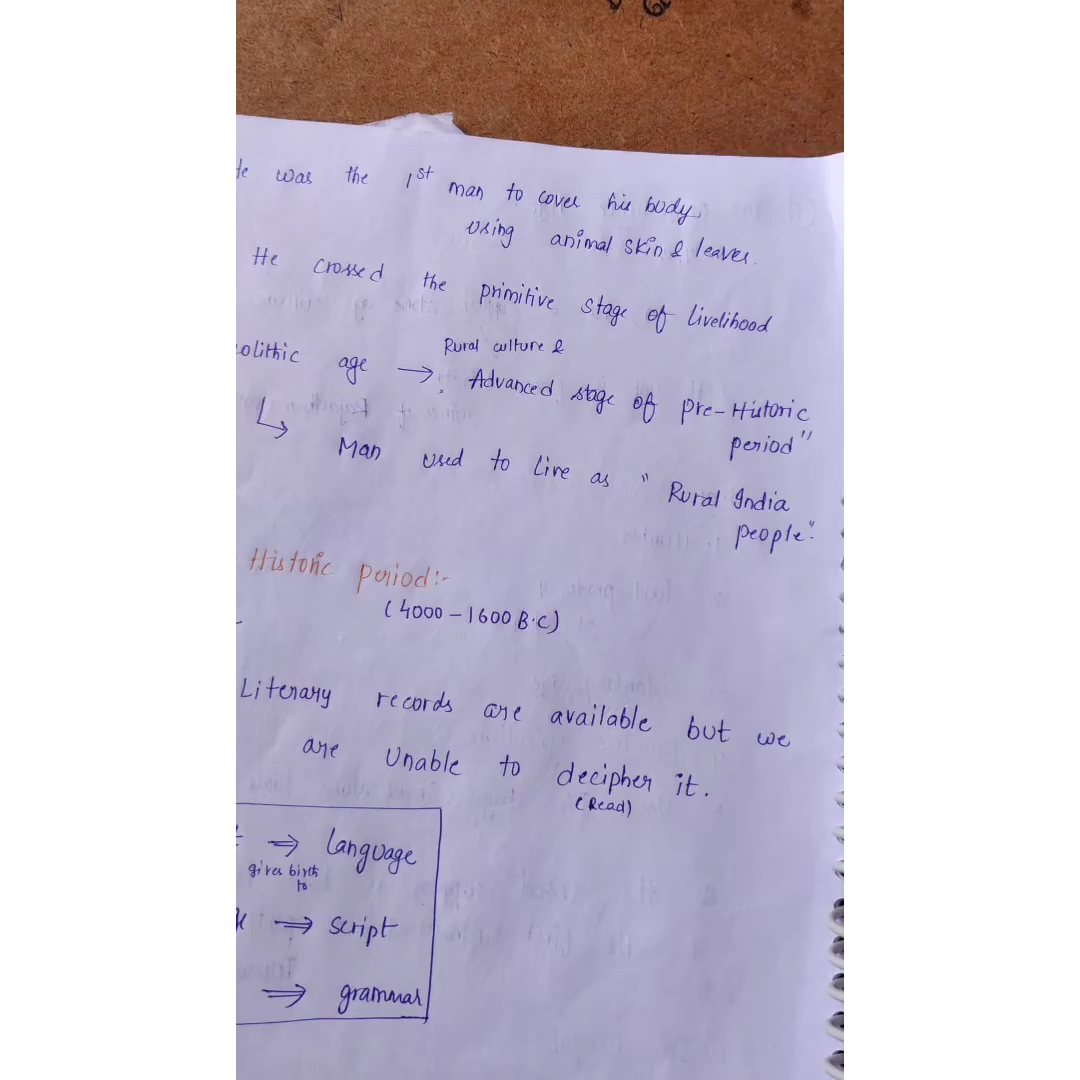 was the 1st man to cover his body
using animal skin & leaves.
He crossed the primitive stage of livelihood
Rural culture &
age → Advanced stage of pre-Historic
period"
↳ Man used to live as " Rural India
people".
Historic period:-
(4000 - 1600 B.C)
Literary records are available but we
are unable to decipher it.
(Read)
⇒ language
gives birth
to
⇒ script
⇒ grammar